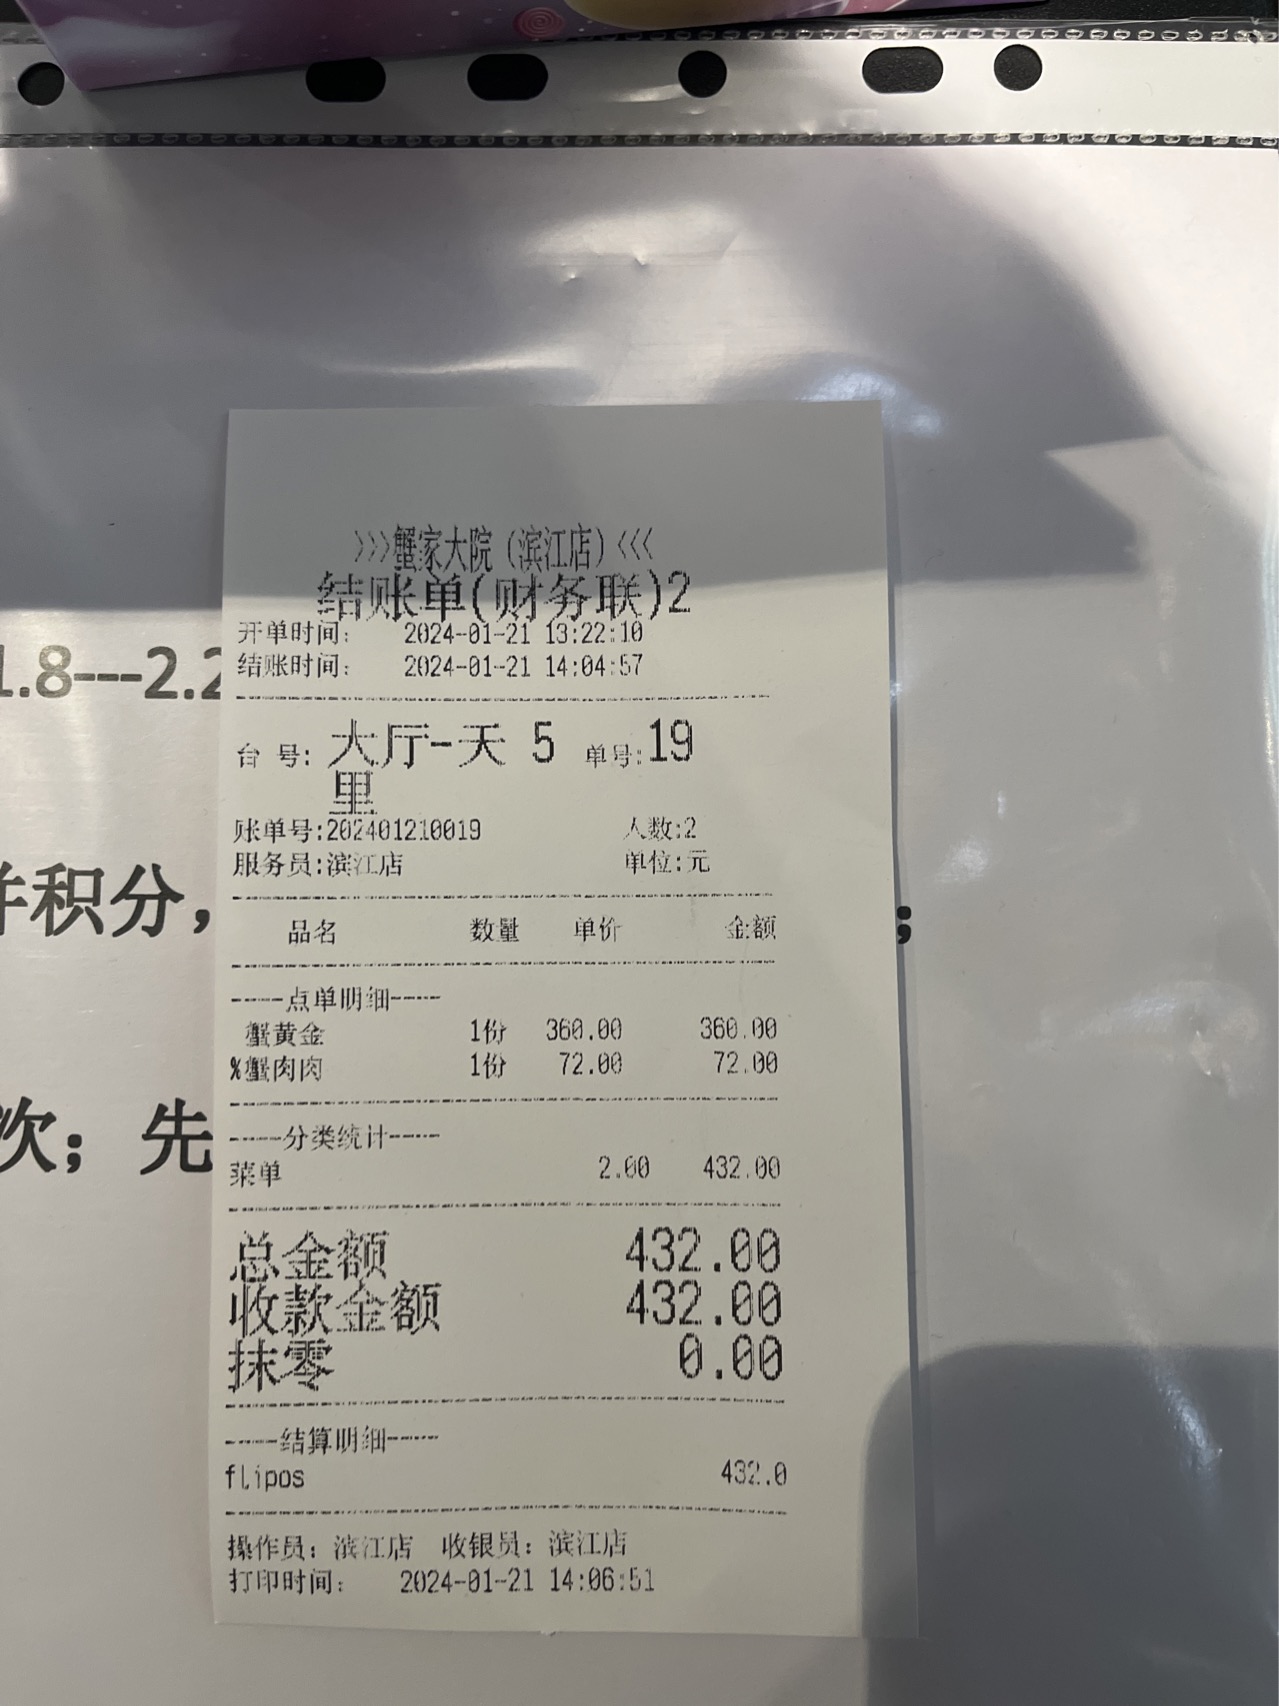 >>>蟹家大院（滨江店）<<<
结账单(财务联)2
开单时间： 2024-01-21 13:22:10
结账时间： 2024-01-21 14:04:57
1.8---2.2
台 号: 大厅-天 5 单号:19
里
账单号:202401210019 人数:2
服务员:滨江店 单位:元
并积分， ；
品名 数量 单价 金额
-----点单明细-----
蟹黄金 1份 360.00 360.00
%蟹肉肉 1份 72.00 72.00
次；先
-----分类统计-----
菜单 2.00 432.00
总金额 432.00
收款金额 432.00
抹零 0.00
-----结算明细-----
flipos 432.0
操作员：滨江店 收银员：滨江店
打印时间： 2024-01-21 14:06:51